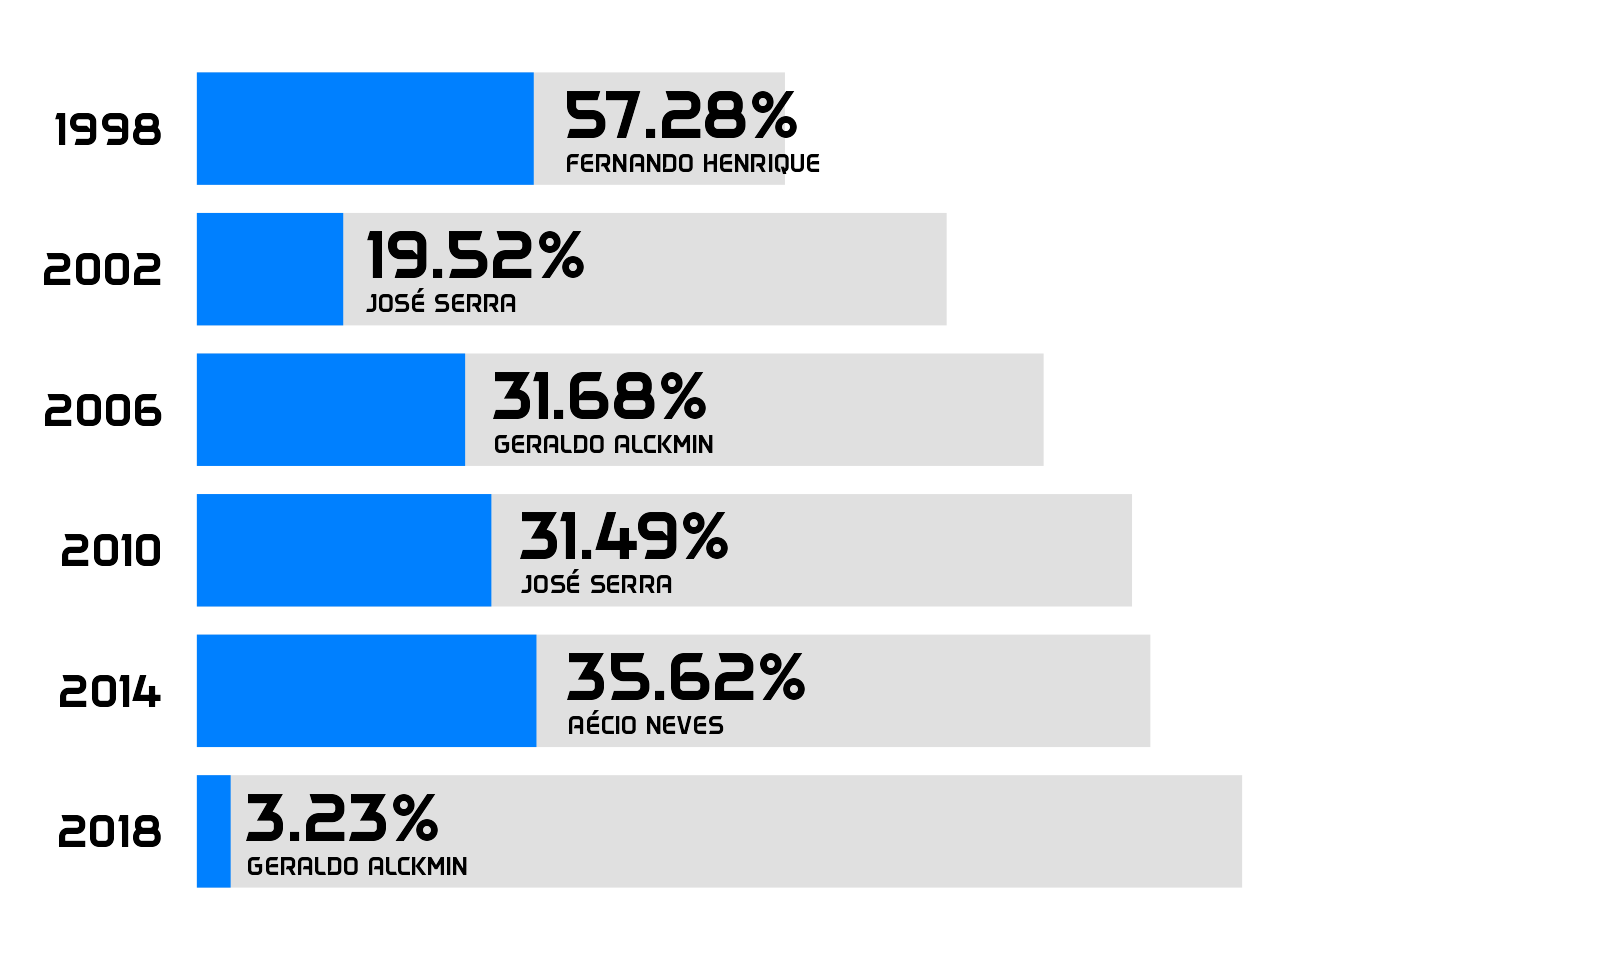 1998
57.28%
FERNANDO HENRIQUE
2002
19.52%
JOSÉ SERRA
2006
31.68%
GERALDO ALCKMIN
2010
31.49%
JOSÉ SERRA
2014
35.62%
AÉCIO NEVES
2018
3.23%
GERALDO ALCKMIN